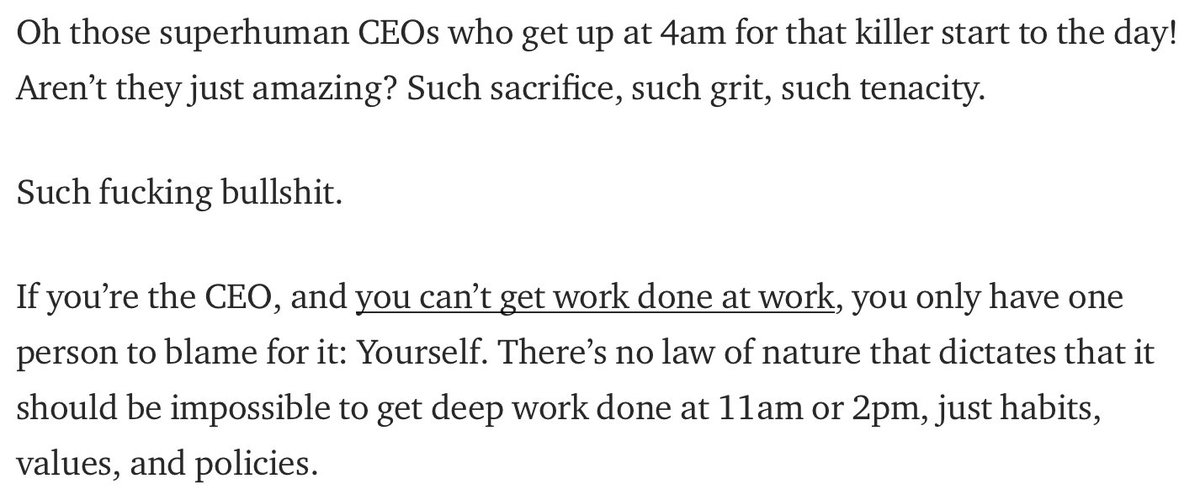 Oh those superhuman CEOs who get up at 4am for that killer start to the day!
Aren’t they just amazing? Such sacrifice, such grit, such tenacity.
Such fucking bullshit.
If you’re the CEO, and you can’t get work done at work, you only have one
person to blame for it: Yourself. There’s no law of nature that dictates that it
should be impossible to get deep work done at 11am or 2pm, just habits,
values, and policies.